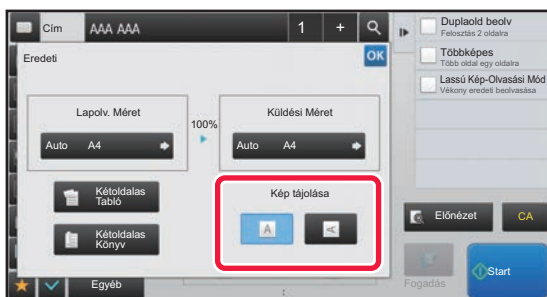 Cím
AAA AAA
1
+
Eredeti
OK
Lapolv. Méret
100%
Küldési Méret
Auto A4
Auto A4
Kétoldalas
Tabló
Kétoldalas
Könyv
Kép tájolása
A
A
Egyéb
Duplaold beolv
Felosztás 2 oldalra
Többképes
Több oldal egy oldalra
Lassú Kép-Olvasási Mód
Vékony eredeti beolvasása
Előnézet
CA
Fogadás
Start